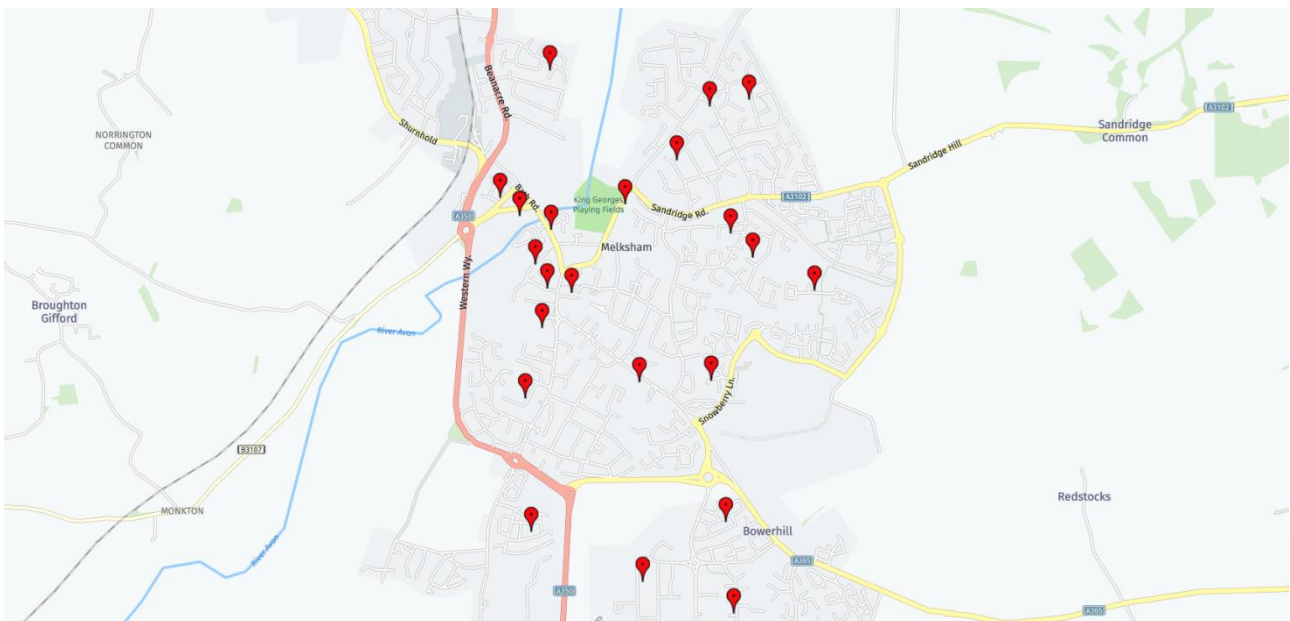 Beanacre Rd.
A3102
Sandridge
Common
Shurnhold
NORRINGTON
COMMON
Sandridge Hill
Bath Rd.
A3102
King Georges
Playing Fields
Sandridge Rd.
A350
Melksham
Western Wy.
Broughton
Gifford
River Avon
Snowberry Ln.
B3107
Redstocks
MONKTON
Bowerhill
River Avon
A365
A350
A365